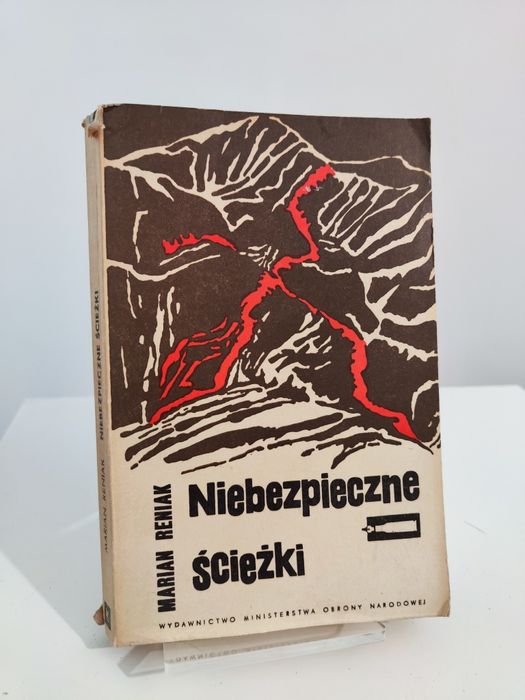 MARIAN RENIAK
Niebezpieczne
ścieżki
WYDAWNICTWO MINISTERSTWA OBRONY NARODOWEJ
MARIAN RENIAK NIEBEZPIECZNE ŚCIEŻKI